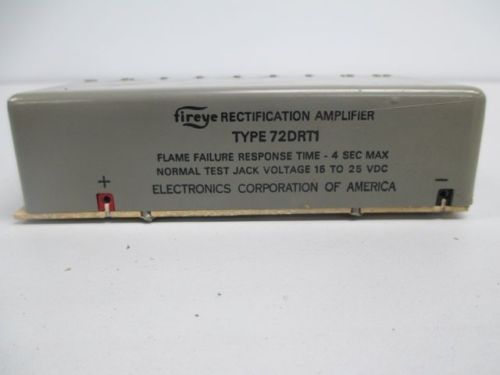 fireye RECTIFICATION AMPLIFIER
TYPE 72DRT1
FLAME FAILURE RESPONSE TIME - 4 SEC MAX
NORMAL TEST JACK VOLTAGE 15 TO 25 VDC
+ ELECTRONICS CORPORATION OF AMERICA -